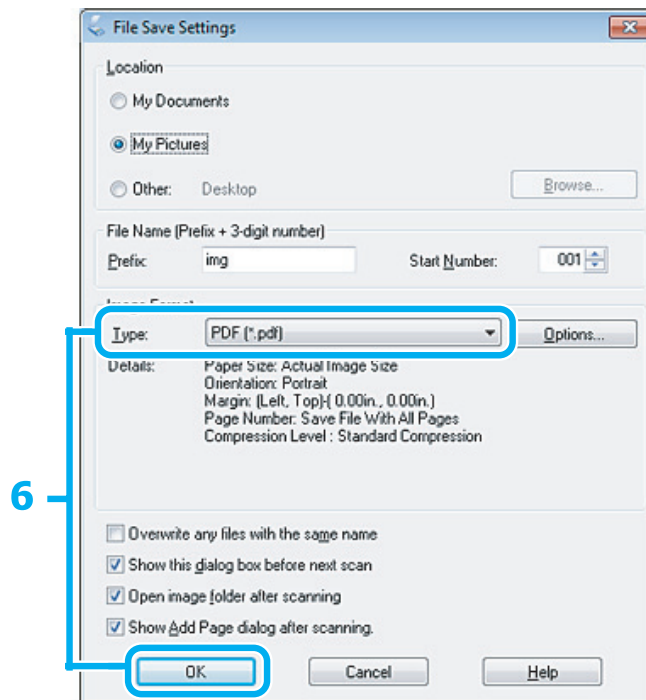 File Save Settings
Location
My Documents
My Pictures
Other: Desktop Browse...
File Name (Prefix + 3-digit number)
Prefix: img Start Number: 001
Image Format
Type: PDF (*.pdf) Options...
Details: Paper Size: Actual Image Size
Orientation: Portrait
Margin: (Left, Top)-( 0.00in., 0.00in.)
Page Number: Save File With All Pages
Compression Level : Standard Compression
6
Overwrite any files with the same name
Show this dialog box before next scan
Open image folder after scanning
Show Add Page dialog after scanning.
OK Cancel Help